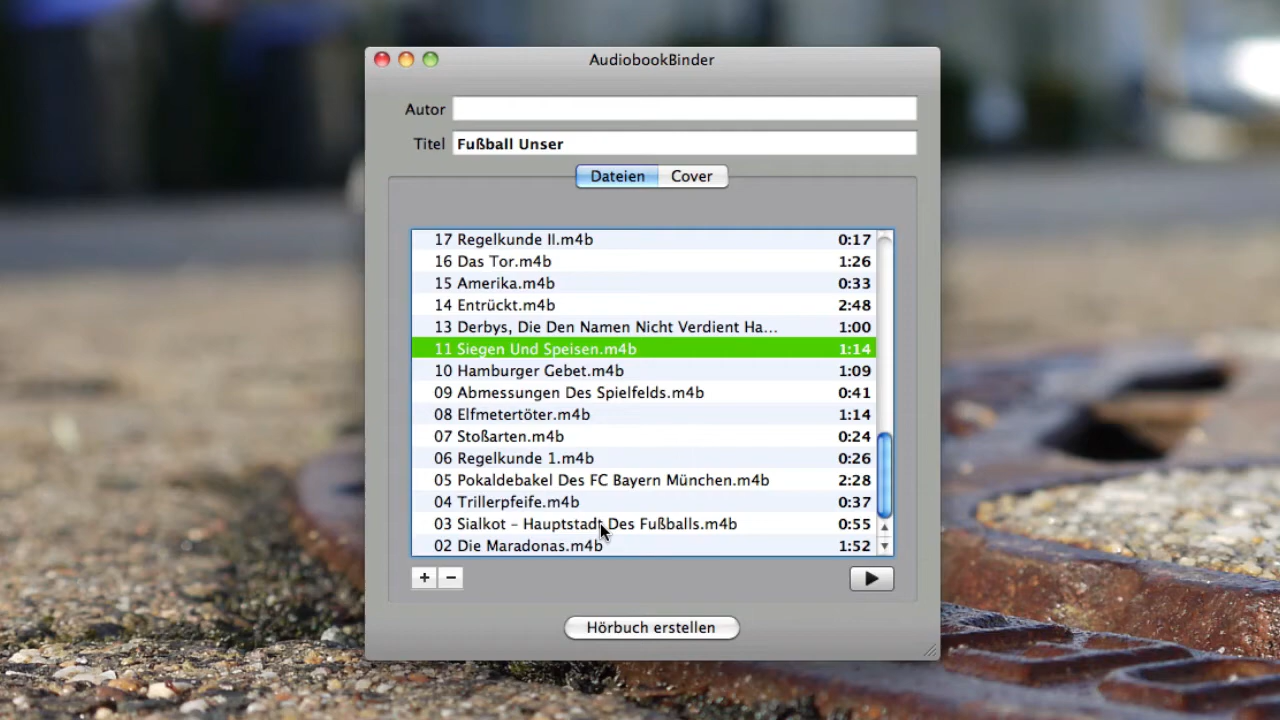 AudiobookBinder
Autor
Titel Fußball Unser
Dateien Cover
17 Regelkunde II.m4b 0:17
16 Das Tor.m4b 1:26
15 Amerika.m4b 0:33
14 Entrückt.m4b 2:48
13 Derbys, Die Den Namen Nicht Verdient Ha... 1:00
11 Siegen Und Speisen.m4b 1:14
10 Hamburger Gebet.m4b 1:09
09 Abmessungen Des Spielfelds.m4b 0:41
08 Elfmetertöter.m4b 1:14
07 Stoßarten.m4b 0:24
06 Regelkunde 1.m4b 0:26
05 Pokaldebakel Des FC Bayern München.m4b 2:28
04 Trillerpfeife.m4b 0:37
03 Sialkot – Hauptstadt Des Fußballs.m4b 0:55
02 Die Maradonas.m4b 1:52
+ −
Hörbuch erstellen